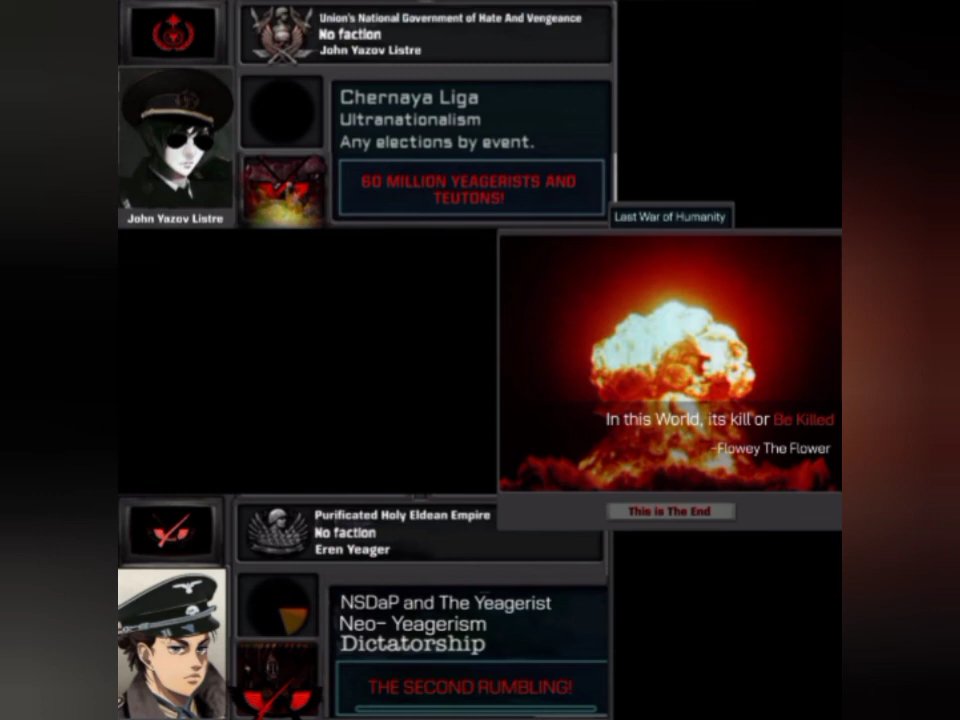 Union's National Government of Hate And Vengeance
No faction
John Yazov Listre
Chernaya Liga
Ultranationalism
Any elections by event.
60 MILLION YEAGERISTS AND
TEUTONS!
John Yazov Listre
Last War of Humanity
In this World, its kill or Be Killed
-Flowey The Flower
This is The End
Purificated Holy Eldean Empire
No faction
Eren Yeager
NSDaP and The Yeagerist
Neo- Yeagerism
Dictatorship
THE SECOND RUMBLING!